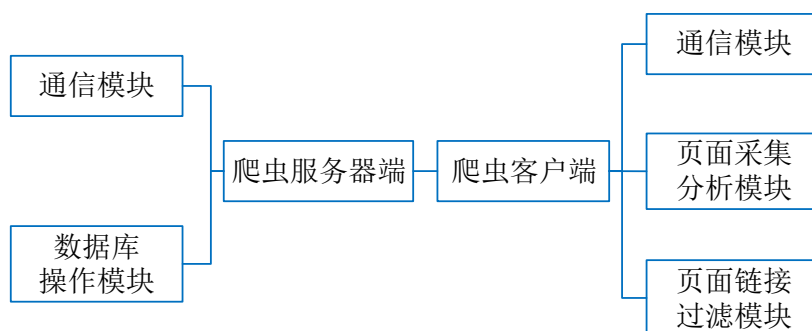 通信模块
数据库
操作模块
爬虫服务器端
爬虫客户端
通信模块
页面采集
分析模块
页面链接
过滤模块